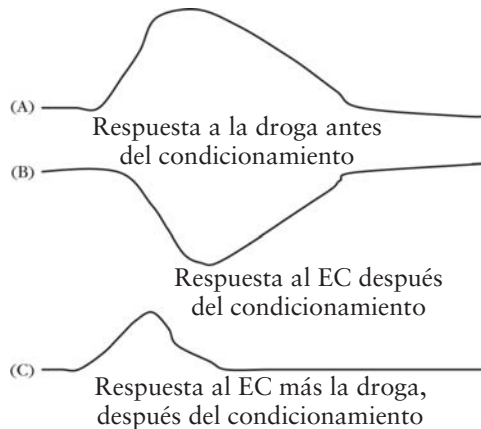 (A)
Respuesta a la droga antes
del condicionamiento
(B)
Respuesta al EC después
del condicionamiento
(C)
Respuesta al EC más la droga,
después del condicionamiento